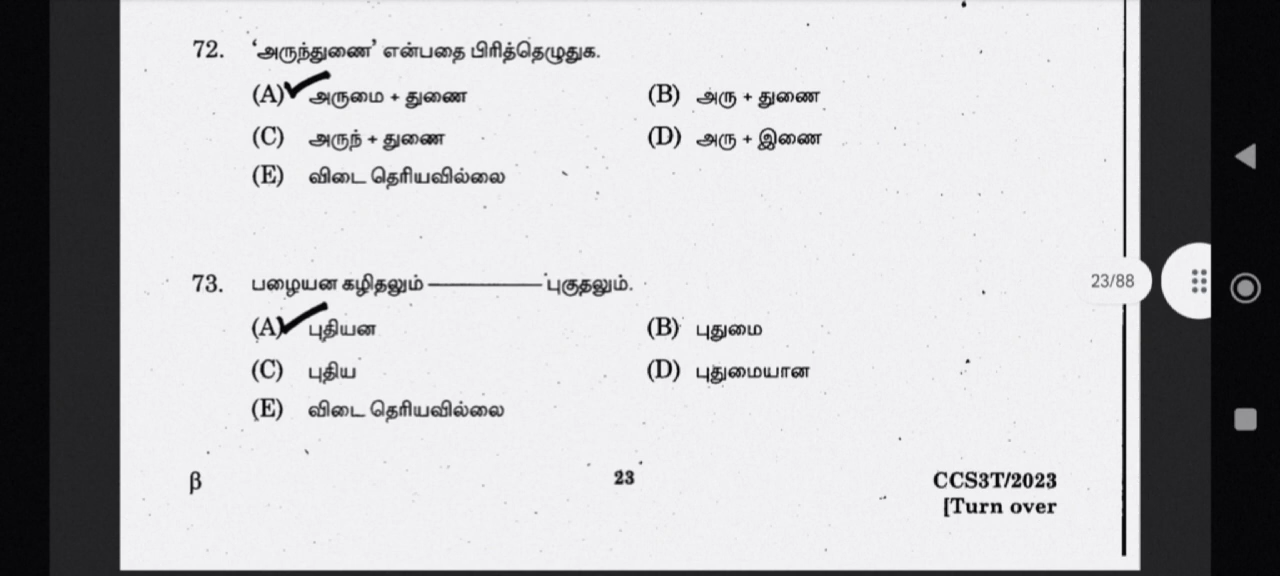 72. 'அருந்துணை' என்பதை பிரித்தெழுதுக.
(A) அருமை + துணை (B) அரு + துணை
(C) அருந் + துணை (D) அரு + இணை
(E) விடை தெரியவில்லை
73. பழையன கழிதலும் ———— புகுதலும்.
23/88
(A) புதியன (B) புதுமை
(C) புதிய (D) புதுமையான
(E) விடை தெரியவில்லை
β 23 CCS3T/2023
[Turn over